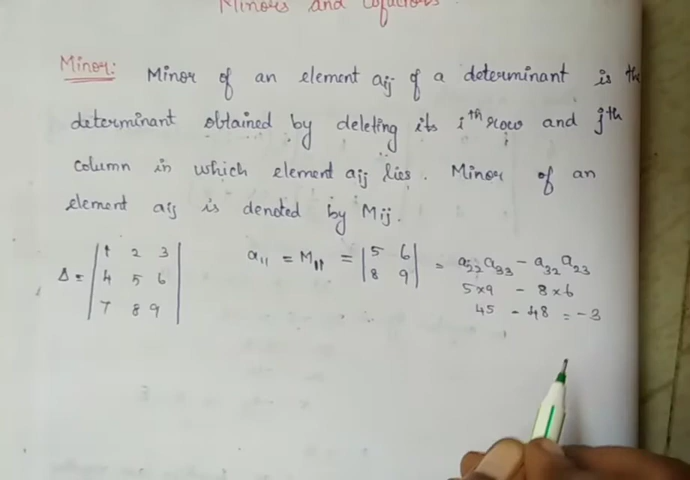 Minors and Cofactors
Minor: Minor of an element aij of a determinant is the
determinant obtained by deleting its ith row and jth
column in which element aij lies. Minor of an
element aij is denoted by Mij.
Δ = |1 2 3| a11 = M11 = |5 6| = a22 a33 - a32 a23
|4 5 6| |8 9| 5×9 - 8×6
|7 8 9| 45 - 48 = -3